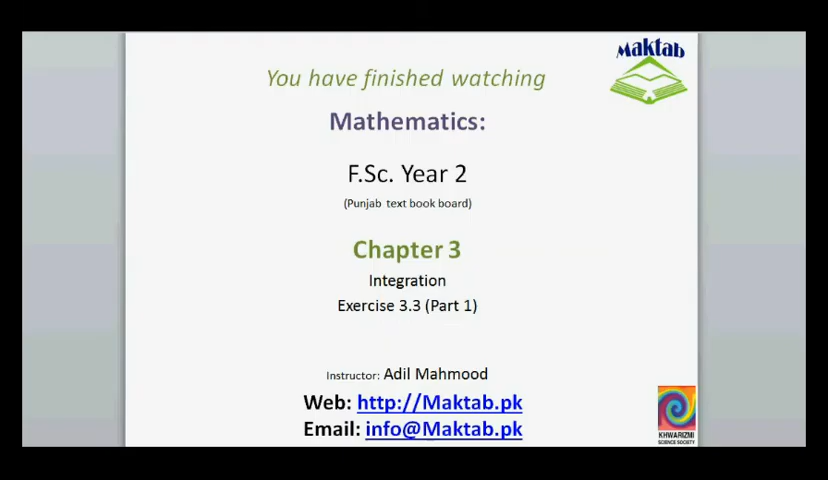 Maktab
You have finished watching
Mathematics:
F.Sc. Year 2
(Punjab text book board)
Chapter 3
Integration
Exercise 3.3 (Part 1)
Instructor: Adil Mahmood
Web: http://Maktab.pk
Email: info@Maktab.pk
KHWARIZMI
SCIENCE SOCIETY